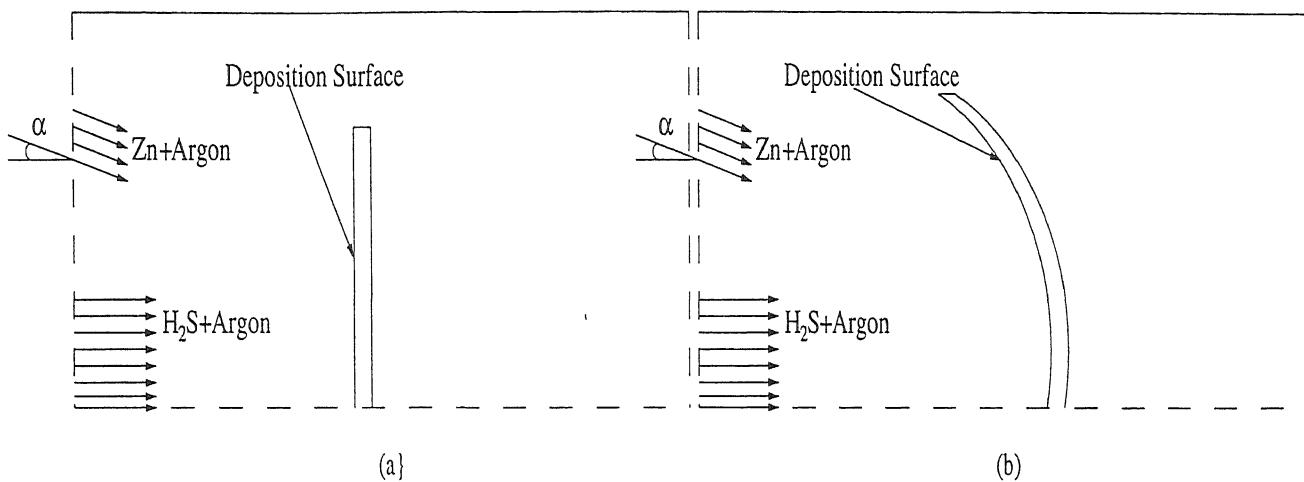 Deposition Surface
α
Zn+Argon
H₂S+Argon
(a}
Deposition Surface
α
Zn+Argon
H₂S+Argon
(b)